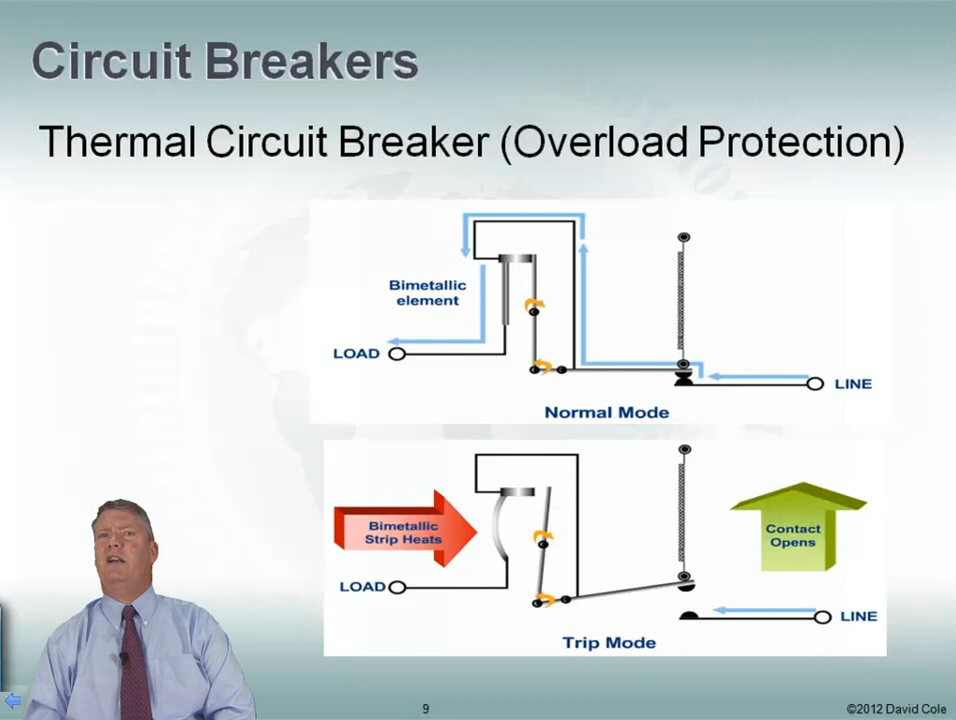 Circuit Breakers
Thermal Circuit Breaker (Overload Protection)
Bimetallic
element
LOAD
LINE
Normal Mode
Bimetallic
Strip Heats
Contact
Opens
LOAD
LINE
Trip Mode
9
©2012 David Cole